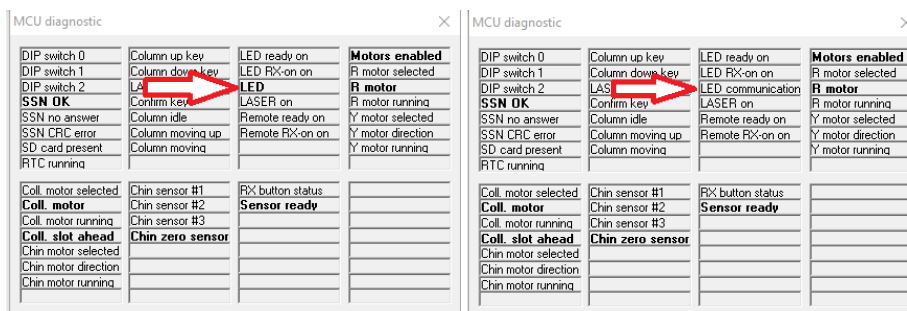 MCU diagnostic
DIP switch 0 Column up key LED ready on Motors enabled
DIP switch 1 Column down key LED RX-on on R motor selected
DIP switch 2 LAS LED R motor
SSN OK Confirm key LASER on R motor running
SSN no answer Column idle Remote ready on Y motor selected
SSN CRC error Column moving up Remote RX-on on Y motor direction
SD card present Column moving Y motor running
RTC running
Coll. motor selected Chin sensor #1 RX button status
Coll. motor Chin sensor #2 Sensor ready
Coll. motor running Chin sensor #3
Coll. slot ahead Chin zero sensor
Chin motor selected
Chin motor direction
Chin motor running
MCU diagnostic
DIP switch 0 Column up key LED ready on Motors enabled
DIP switch 1 Column down key LED RX-on on R motor selected
DIP switch 2 LAS LED communication R motor
SSN OK Confirm key LASER on R motor running
SSN no answer Column idle Remote ready on Y motor selected
SSN CRC error Column moving up Remote RX-on on Y motor direction
SD card present Column moving Y motor running
RTC running
Coll. motor selected Chin sensor #1 RX button status
Coll. motor Chin sensor #2 Sensor ready
Coll. motor running Chin sensor #3
Coll. slot ahead Chin zero sensor
Chin motor selected
Chin motor direction
Chin motor running